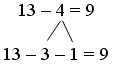 13 – 4 = 9
13 – 3 – 1 = 9